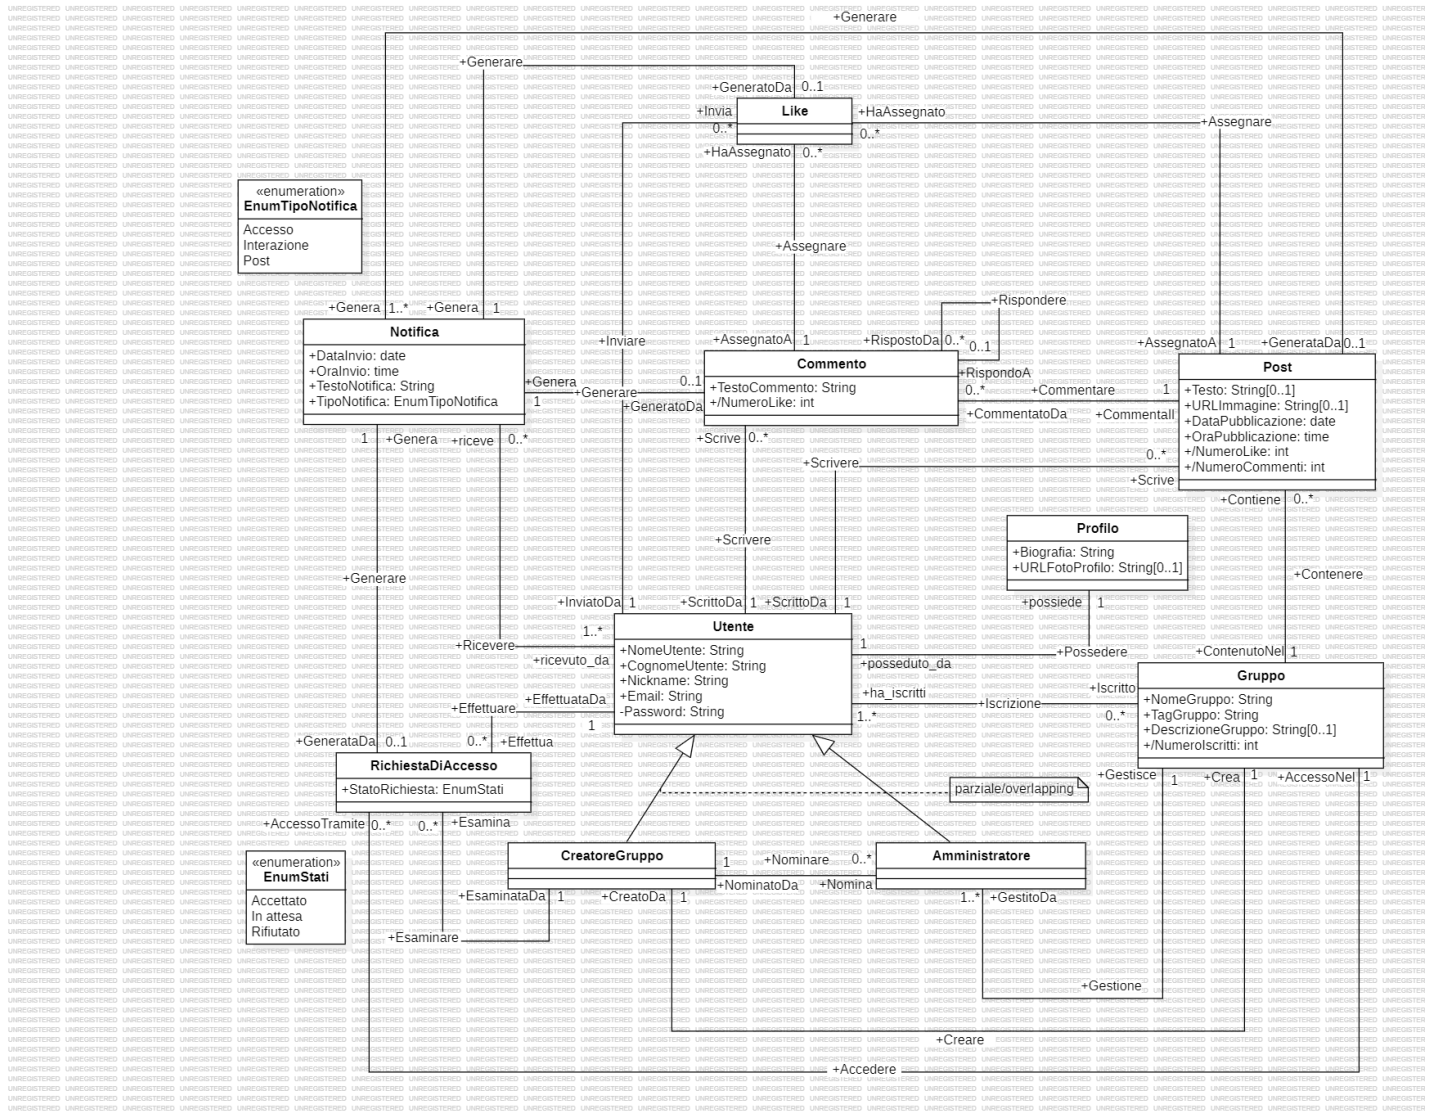 +Generare
+Generare
+GeneratoDa 0..1
+Invia
Like
+HaAssegnato
0..*
0..*
+Assegnare
+HaAssegnato 0..*
«enumeration»
EnumTipoNotifica
Accesso
Interazione
Post
+Assegnare
+Rispondere
+Genera 1..*
+Genera 1
Notifica
+DataInvio: date
+OraInvio: time
+TestoNotifica: String
+TipoNotifica: EnumTipoNotifica
+Inviare
+AssegnatoA 1
+RispostoDa 0..*
0..1
+RispondoA
Commento
+TestoCommento: String
+/NumeroLike: int
+AssegnatoA 1
+GenerataDa 0..1
Post
+Testo: String[0..1]
+URLImmagine: String[0..1]
+DataPubblicazione: date
+OraPubblicazione: time
+/NumeroLike: int
+/NumeroCommenti: int
+Genera
1
+Generare
0..1
+GeneratoDa
0..*
+Commentare
1
+CommentatoDa
+CommentaIl
1 +Genera
+riceve 0..*
+Scrive 0..*
+Scrivere
0..*
+Scrive
+Contiene 0..*
Profilo
+Biografia: String
+URLFotoProfilo: String[0..1]
+Scrivere
+Generare
+Contenere
+possiede 1
+InviatoDa 1
+ScrittoDa 1
+ScrittoDa 1
1..*
+Ricevere
+ricevuto_da
Utente
+NomeUtente: String
+CognomeUtente: String
+Nickname: String
+Email: String
-Password: String
1
+posseduto_da
+Possedere
+ContenutoNel 1
Gruppo
+NomeGruppo: String
+TagGruppo: String
+DescrizioneGruppo: String[0..1]
+/NumeroIscritti: int
+ha_iscritti
1..*
+Iscrizione
+Iscritto
0..*
+EffettuataDa
1
+Effettuare
0..* +Effettua
+GenerataDa 0..1
RichiestaDiAccesso
+StatoRichiesta: EnumStati
+Gestisce 1
+Crea 1
+AccessoNel 1
parziale/overlapping
+AccessoTramite 0..*
0..* +Esamina
«enumeration»
EnumStati
Accettato
In attesa
Rifiutato
CreatoreGruppo
1
+Nominare
0..*
+NominatoDa
+Nomina
Amministratore
+EsaminataDa 1
+CreatoDa 1
1..* +GestitoDa
+Esaminare
+Gestione
+Creare
+Accedere
UNREGISTERED